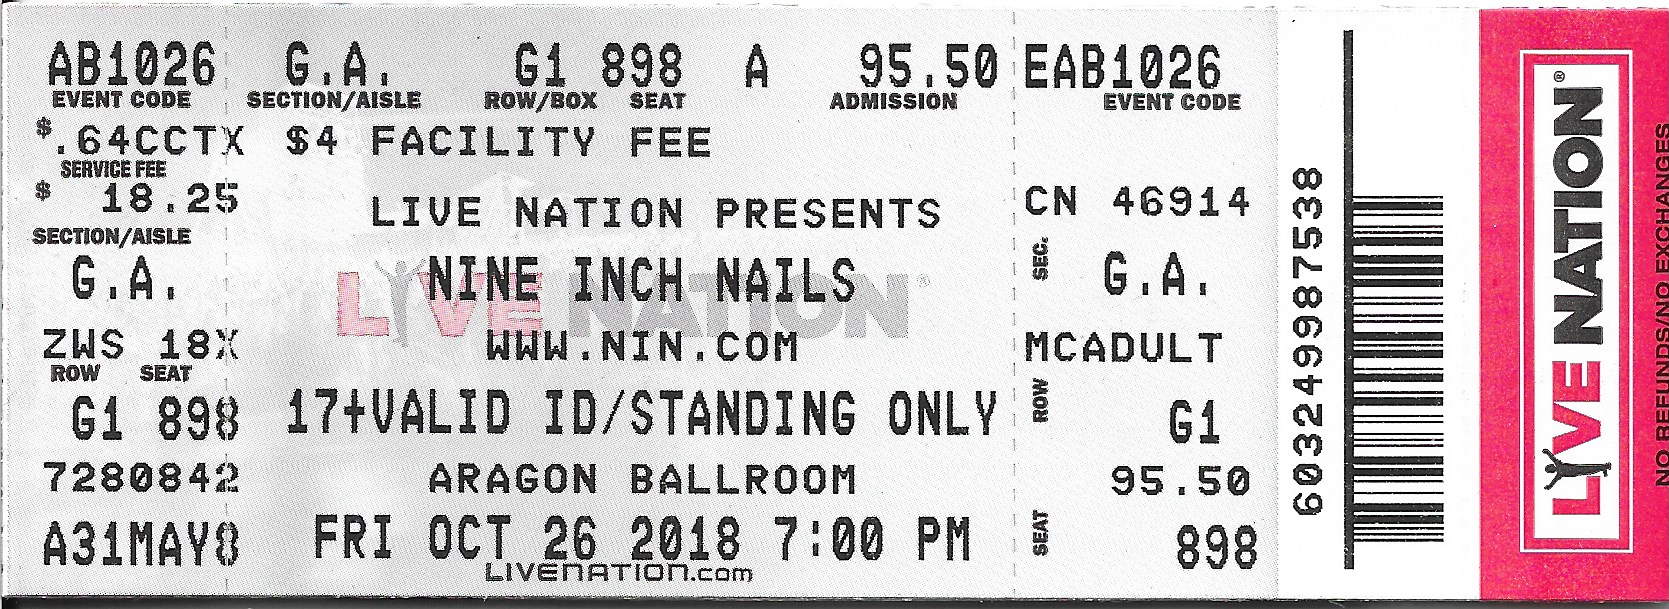 AB1026 G.A. G1 898 A 95.50 EAB1026
EVENT CODE SECTION/AISLE ROW/BOX SEAT ADMISSION EVENT CODE
$ .64CCTX $4 FACILITY FEE
SERVICE FEE
$ 18.25 LIVE NATION PRESENTS CN 46914
SECTION/AISLE
G.A. NINE INCH NAILS SEC. G.A.
LIVE NATION®
ZWS 18X WWW.NIN.COM MCADULT
ROW SEAT
G1 898 17+VALID ID/STANDING ONLY ROW G1
7280842 ARAGON BALLROOM 95.50
A31MAY8 FRI OCT 26 2018 7:00 PM SEAT 898
LIVENATION.com
603249987538
LIVE NATION®
NO REFUNDS/NO EXCHANGES